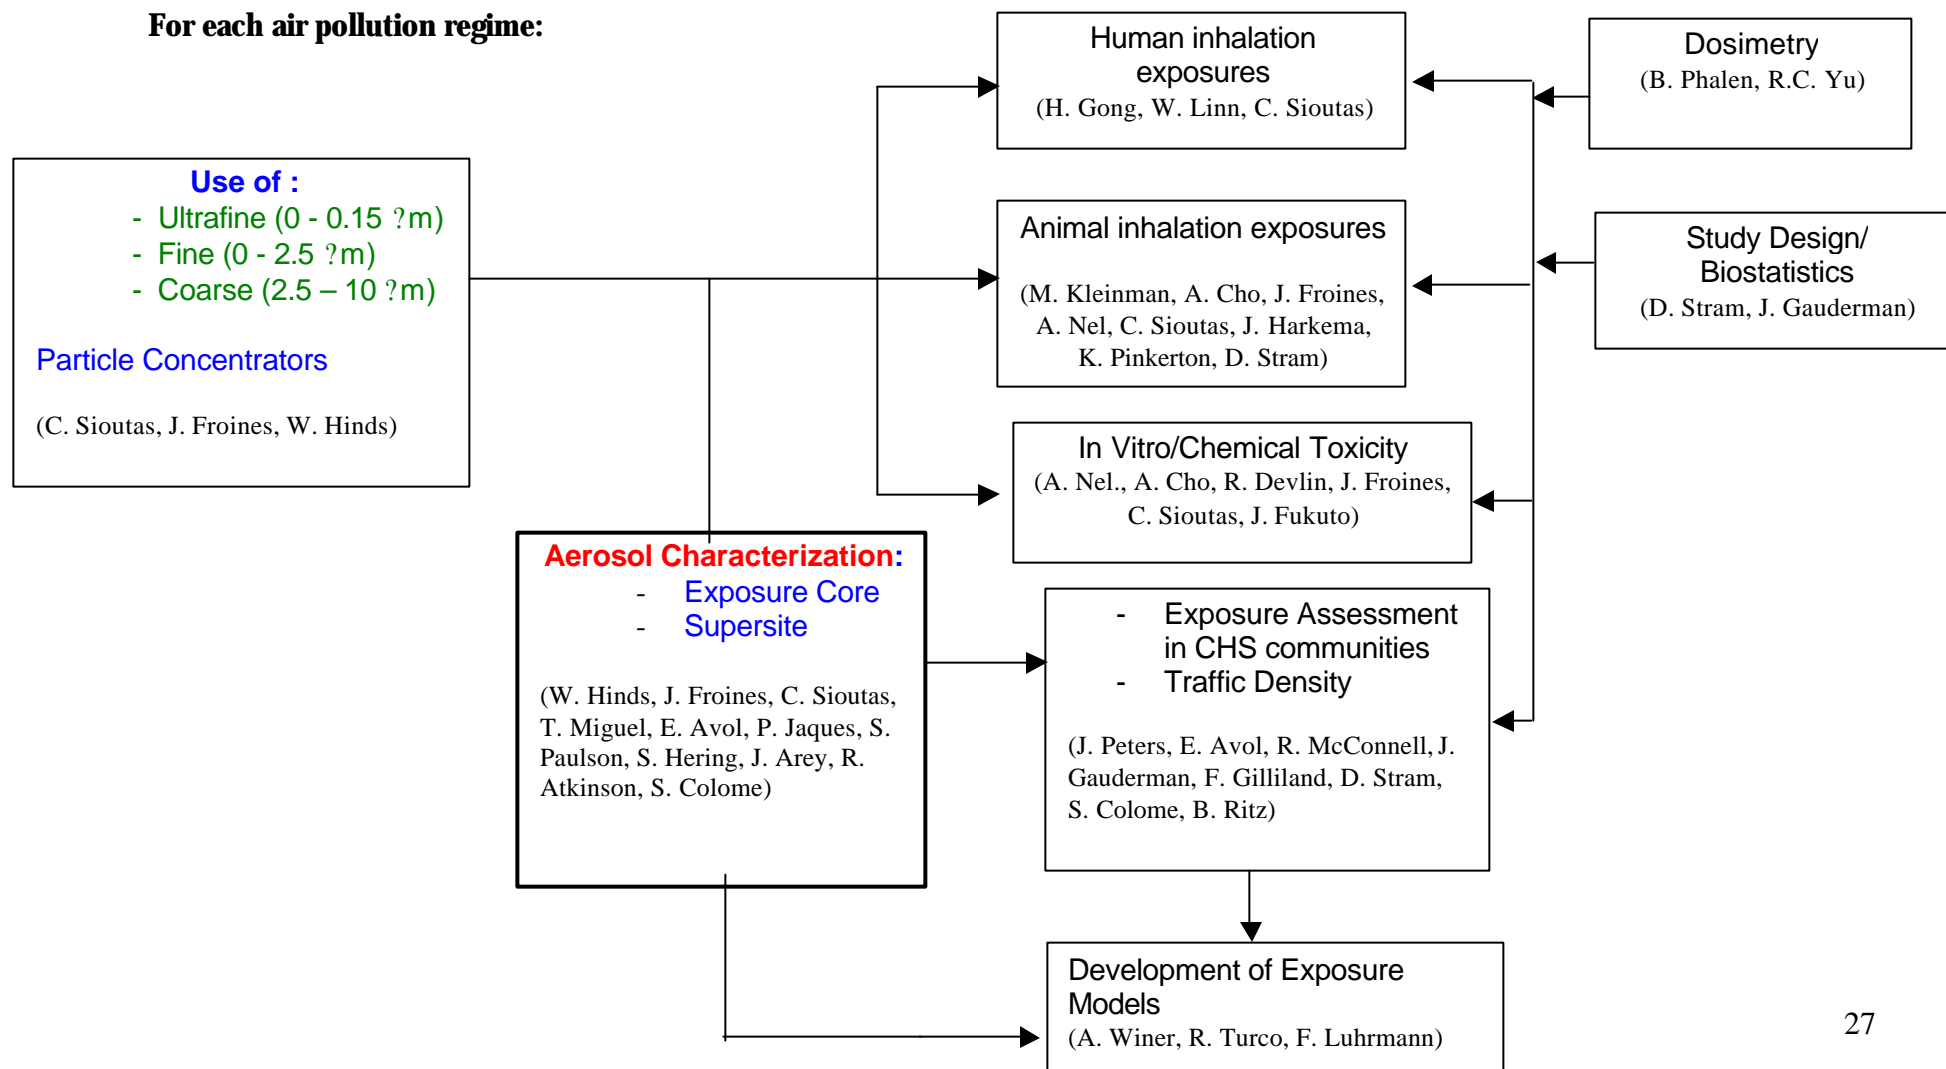 For each air pollution regime:
Use of :
- Ultrafine (0 - 0.15 ?m)
- Fine (0 - 2.5 ?m)
- Coarse (2.5 – 10 ?m)
Particle Concentrators
(C. Sioutas, J. Froines, W. Hinds)
Human inhalation
exposures
(H. Gong, W. Linn, C. Sioutas)
Dosimetry
(B. Phalen, R.C. Yu)
Animal inhalation exposures
(M. Kleinman, A. Cho, J. Froines,
A. Nel, C. Sioutas, J. Harkema,
K. Pinkerton, D. Stram)
Study Design/
Biostatistics
(D. Stram, J. Gauderman)
In Vitro/Chemical Toxicity
(A. Nel., A. Cho, R. Devlin, J. Froines,
C. Sioutas, J. Fukuto)
Aerosol Characterization:
- Exposure Core
- Supersite
(W. Hinds, J. Froines, C. Sioutas,
T. Miguel, E. Avol, P. Jaques, S.
Paulson, S. Hering, J. Arey, R.
Atkinson, S. Colome)
- Exposure Assessment
in CHS communities
- Traffic Density
(J. Peters, E. Avol, R. McConnell, J.
Gauderman, F. Gilliland, D. Stram,
S. Colome, B. Ritz)
Development of Exposure
Models
(A. Winer, R. Turco, F. Luhrmann)
27